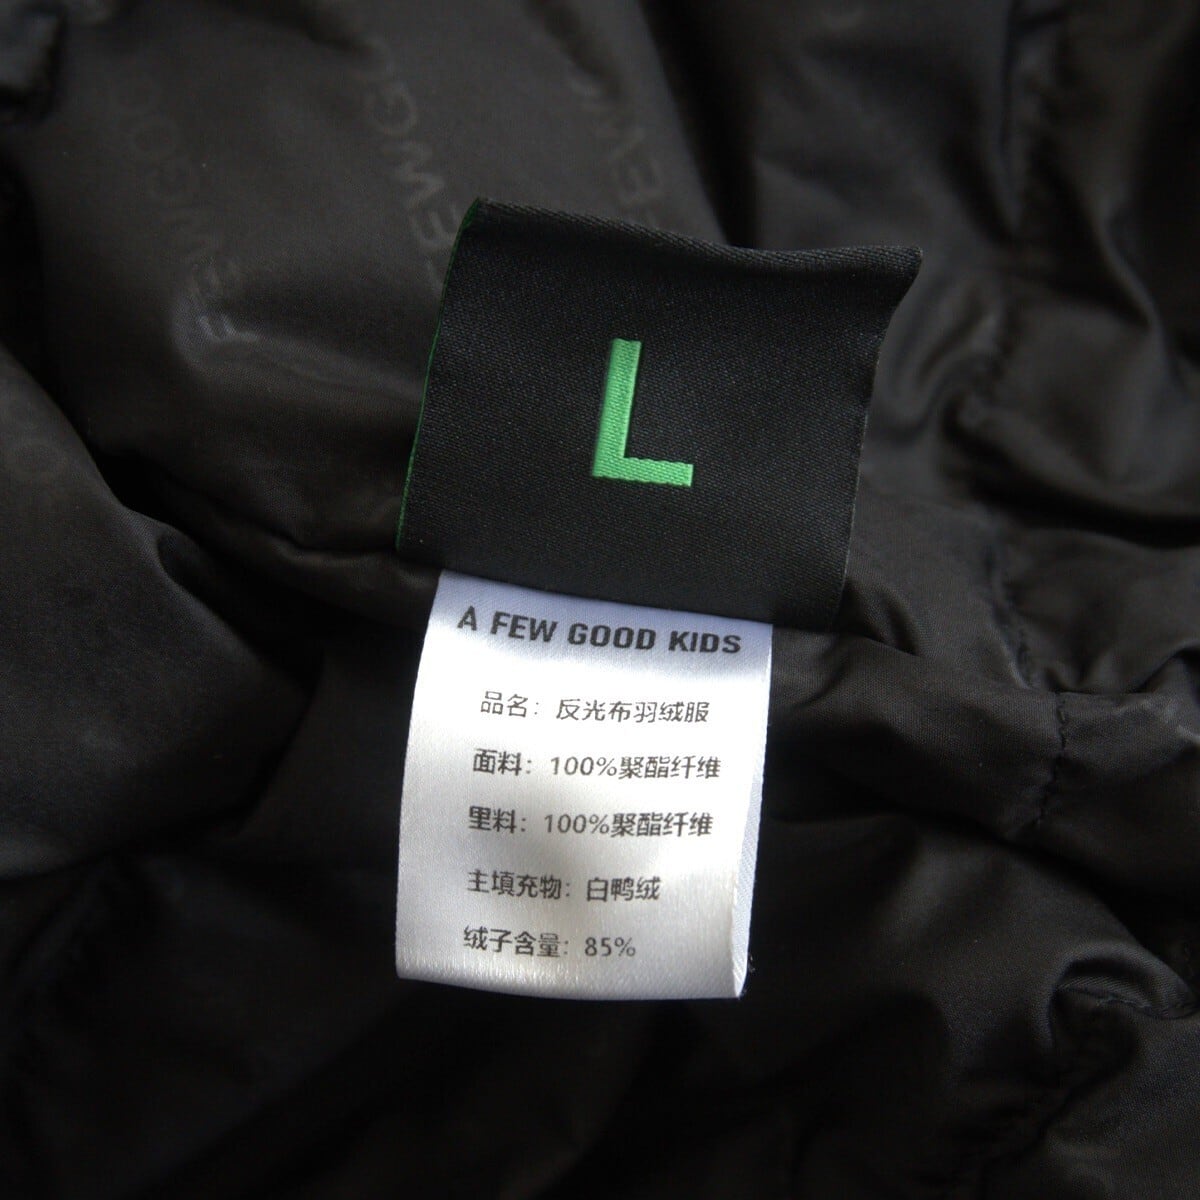 L
A FEW GOOD KIDS
品名：反光布羽绒服
面料：100%聚酯纤维
里料：100%聚酯纤维
主填充物：白鸭绒
绒子含量：85%